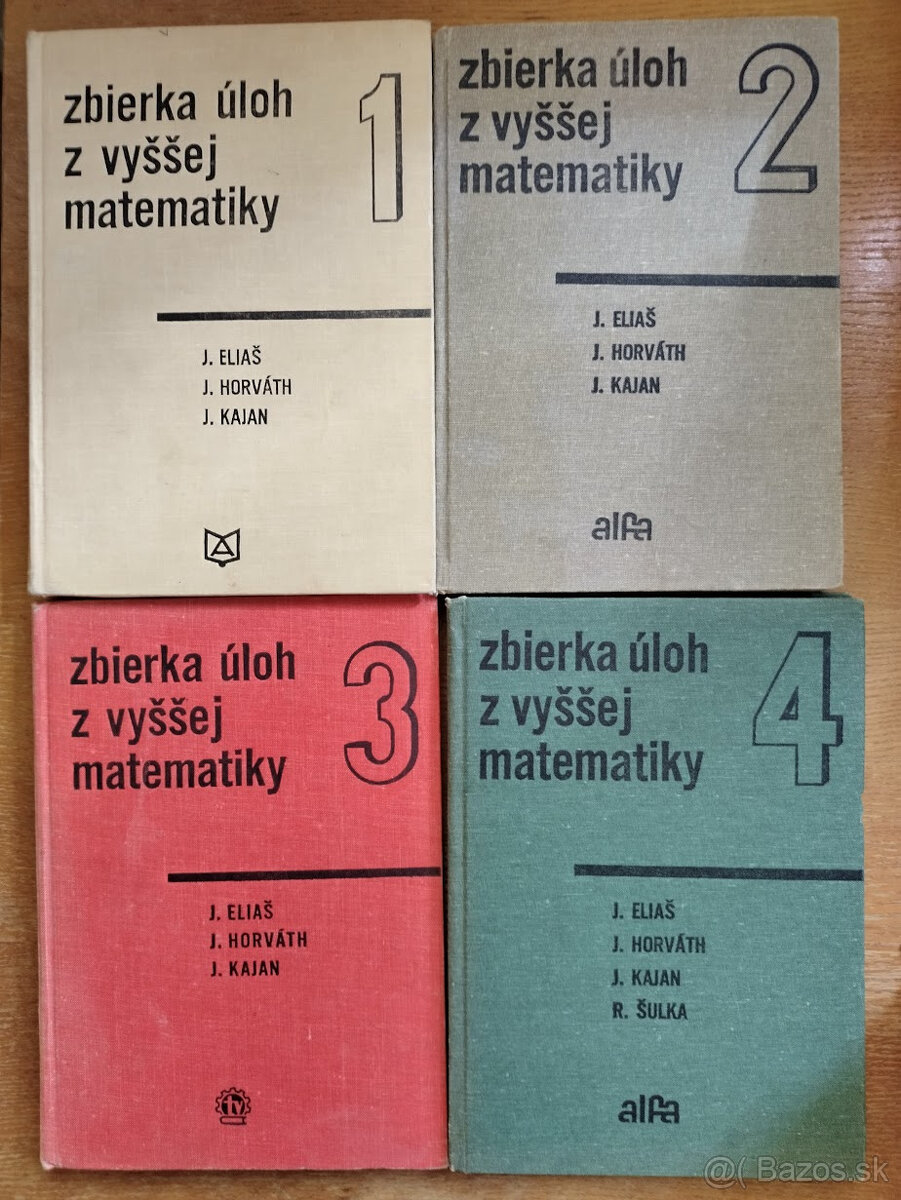 zbierka úloh
z vyššej
matematiky
1
J. ELIAŠ
J. HORVÁTH
J. KAJAN
zbierka úloh
z vyššej
matematiky
2
J. ELIAŠ
J. HORVÁTH
J. KAJAN
alfa
zbierka úloh
z vyššej
matematiky
3
J. ELIAŠ
J. HORVÁTH
J. KAJAN
tv
zbierka úloh
z vyššej
matematiky
4
J. ELIAŠ
J. HORVÁTH
J. KAJAN
R. ŠULKA
alfa
@( Bazos.sk